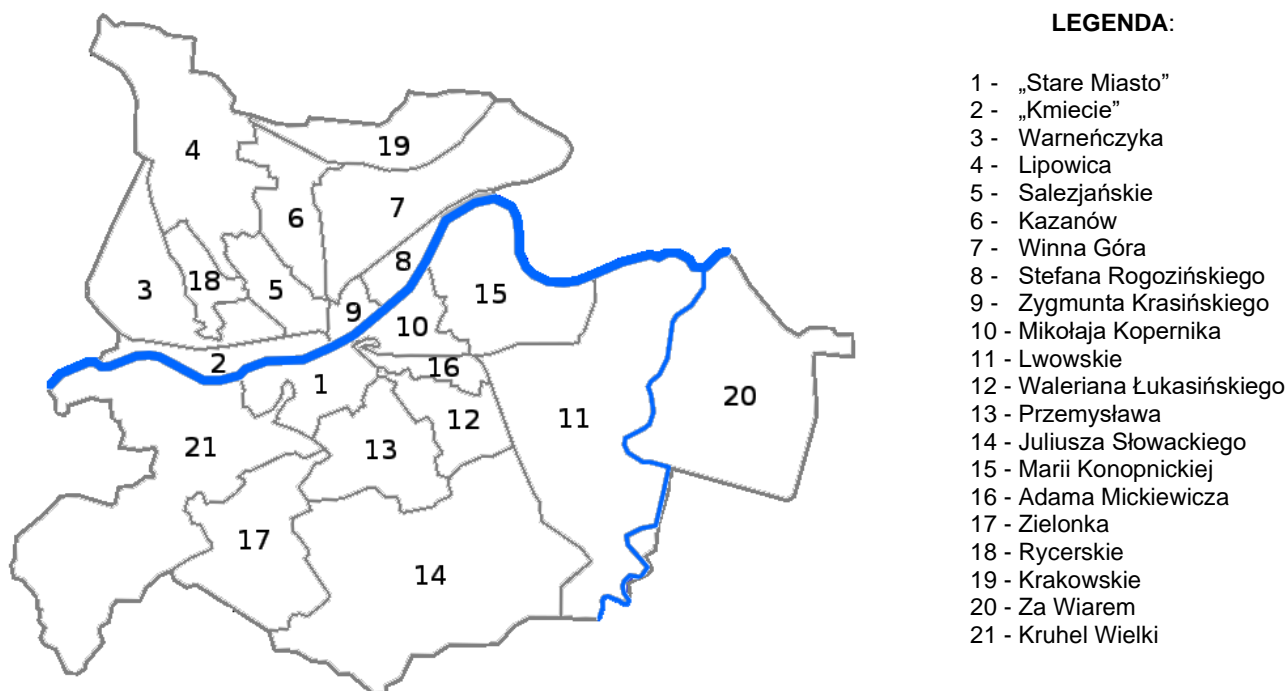 LEGENDA:
1 - „Stare Miasto”
2 - „Kmiecie”
3 - Warneńczyka
4 - Lipowica
5 - Salezjańskie
6 - Kazanów
7 - Winna Góra
8 - Stefana Rogozińskiego
9 - Zygmunta Krasińskiego
10 - Mikołaja Kopernika
11 - Lwowskie
12 - Waleriana Łukasińskiego
13 - Przemysława
14 - Juliusza Słowackiego
15 - Marii Konopnickiej
16 - Adama Mickiewicza
17 - Zielonka
18 - Rycerskie
19 - Krakowskie
20 - Za Wiarem
21 - Kruhel Wielki
4
19
6
7
18
5
3
8
15
9
10
2
16
1
11
20
12
21
13
17
14